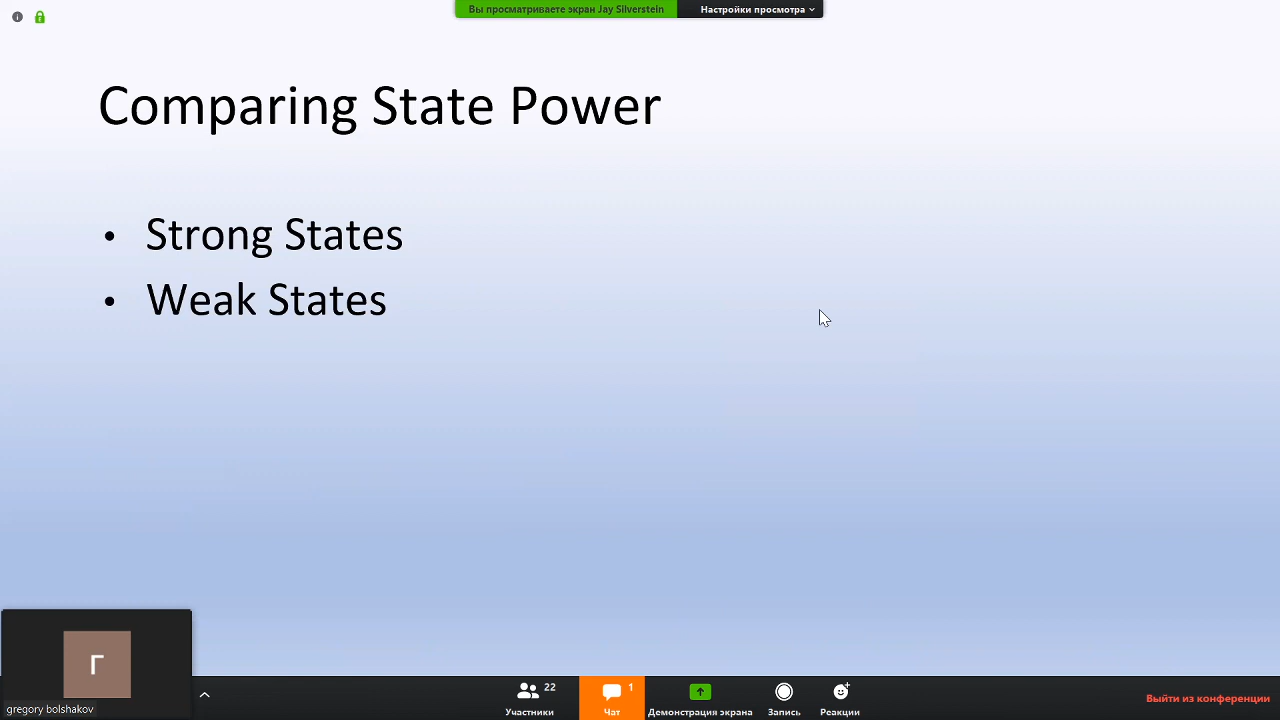 Вы просматриваете экран Jay Silverstein
Настройки просмотра
Comparing State Power
• Strong States
• Weak States
Г
gregory bolshakov
22
Участники
1
Чат
Демонстрация экрана
Запись
Реакции
Выйти из конференции